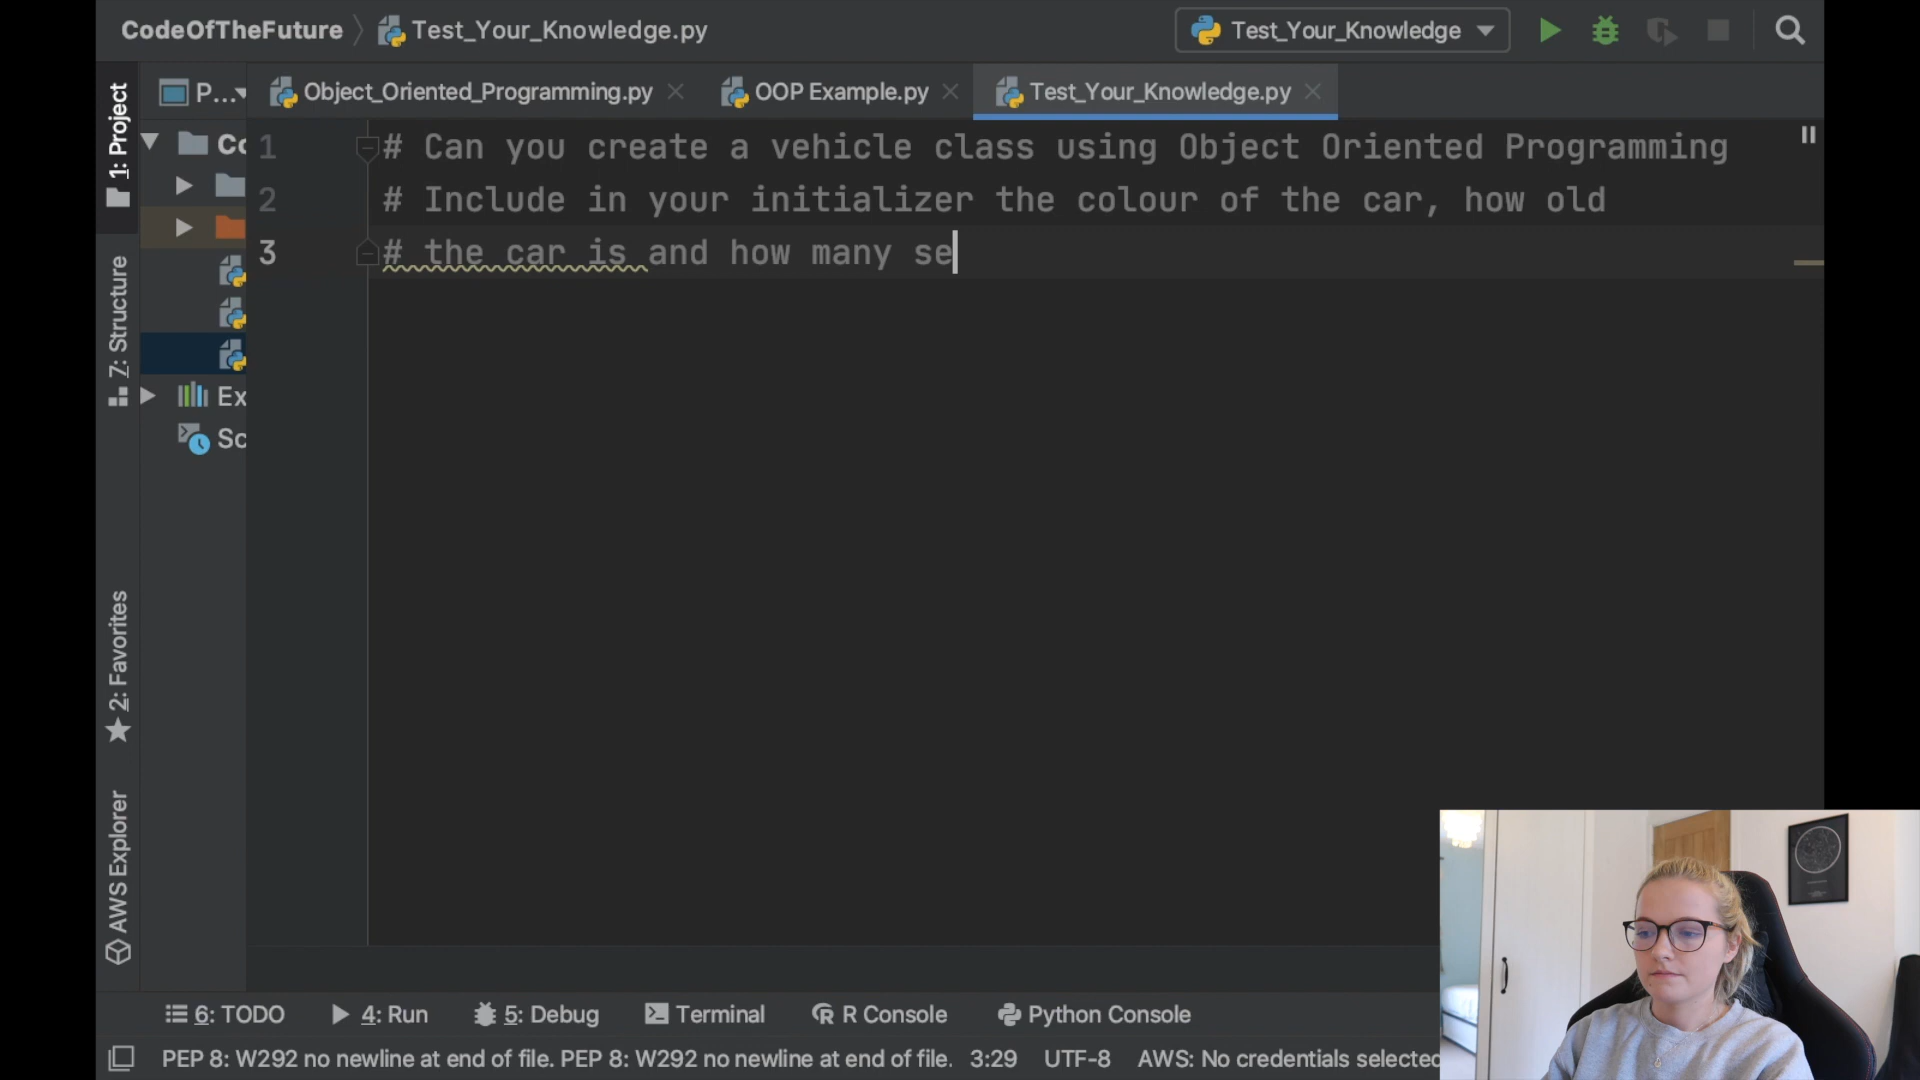 CodeOfTheFuture
Test_Your_Knowledge.py
Test_Your_Knowledge
1: Project
P...
Object_Oriented_Programming.py
OOP Example.py
Test_Your_Knowledge.py
Co
Ex
Sc
Z: Structure
2: Favorites
AWS Explorer
1 # Can you create a vehicle class using Object Oriented Programming
2 # Include in your initializer the colour of the car, how old
3 # the car is and how many se
6: TODO
4: Run
5: Debug
Terminal
R Console
Python Console
PEP 8: W292 no newline at end of file. PEP 8: W292 no newline at end of file. 3:29 UTF-8 AWS: No credentials selected